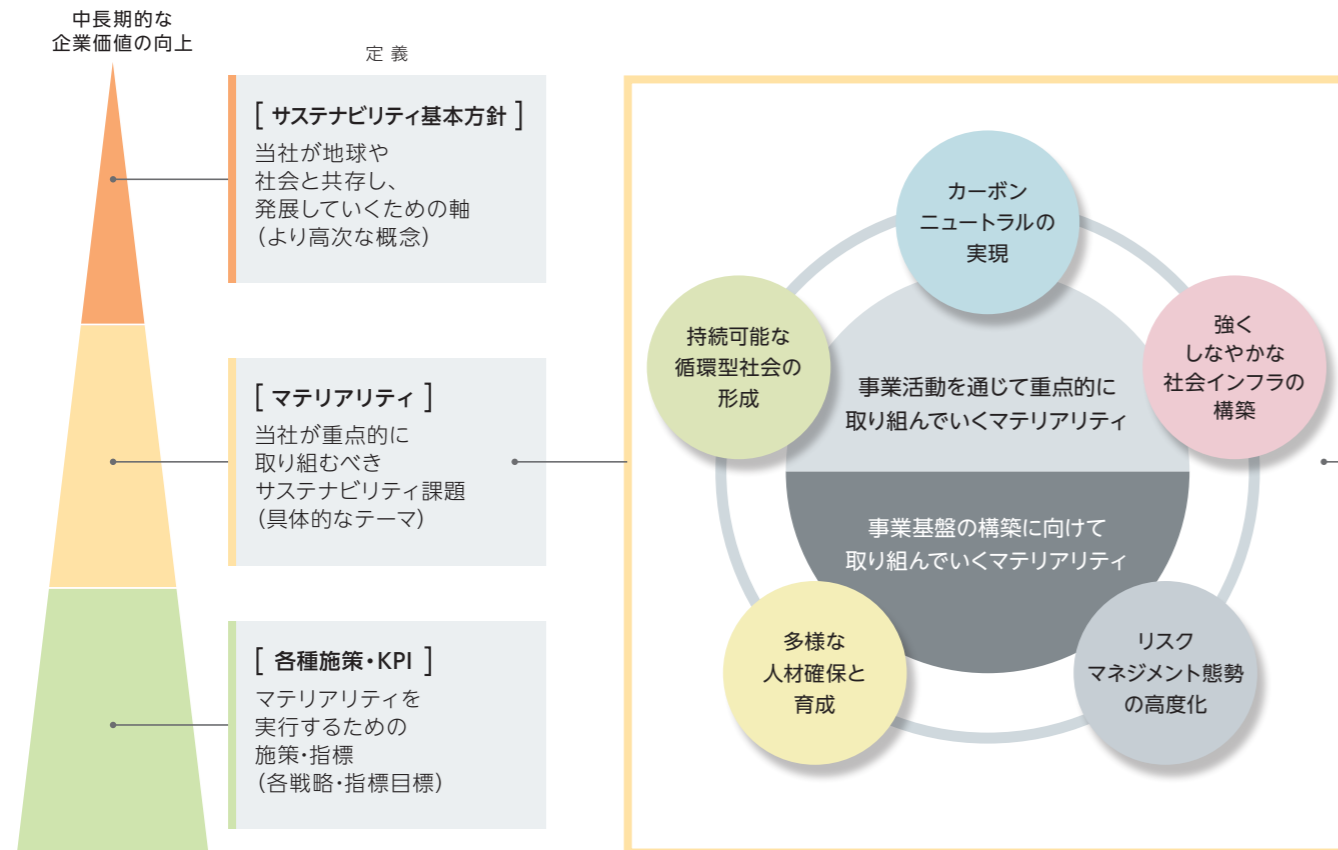 中長期的な
企業価値の向上
定義
[ サステナビリティ基本方針 ]
当社が地球や
社会と共存し、
発展していくための軸
（より高次な概念）
[ マテリアリティ ]
当社が重点的に
取り組むべき
サステナビリティ課題
（具体的なテーマ）
[ 各種施策・KPI ]
マテリアリティを
実行するための
施策・指標
（各戦略・指標目標）
カーボン
ニュートラルの
実現
持続可能な
循環型社会の
形成
強く
しなやかな
社会インフラの
構築
事業活動を通じて重点的に
取り組んでいくマテリアリティ
事業基盤の構築に向けて
取り組んでいくマテリアリティ
多様な
人材確保と
育成
リスク
マネジメント態勢
の高度化